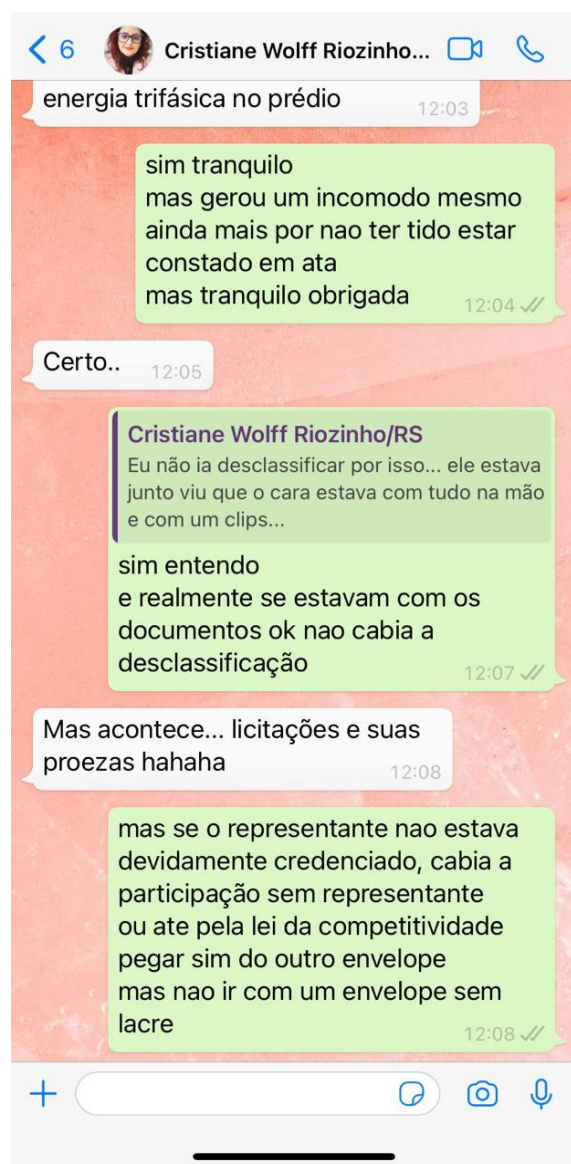 6
Cristiane Wolff Riozinho...
energia trifásica no prédio
12:03
sim tranquilo
mas gerou um incomodo mesmo
ainda mais por nao ter tido estar
constado em ata
mas tranquilo obrigada
12:04
Certo..
12:05
Cristiane Wolff Riozinho/RS
Eu não ia desclassificar por isso... ele estava
junto viu que o cara estava com tudo na mão
e com um clips...
sim entendo
e realmente se estavam com os
documentos ok nao cabia a
desclassificação
12:07
Mas acontece... licitações e suas
proezas hahaha
12:08
mas se o representante nao estava
devidamente credenciado, cabia a
participação sem representante
ou ate pela lei da competitividade
pegar sim do outro envelope
mas nao ir com um envelope sem
lacre
12:08